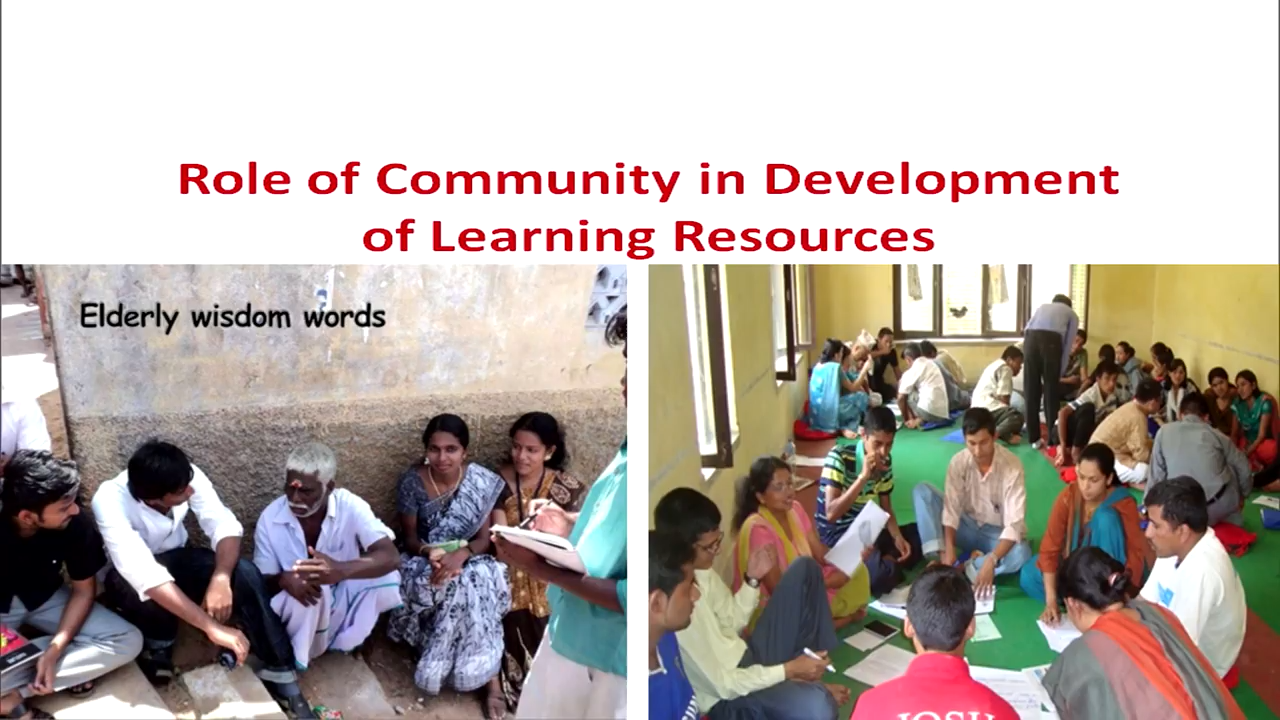 Role of Community in Development
of Learning Resources
Elderly wisdom words